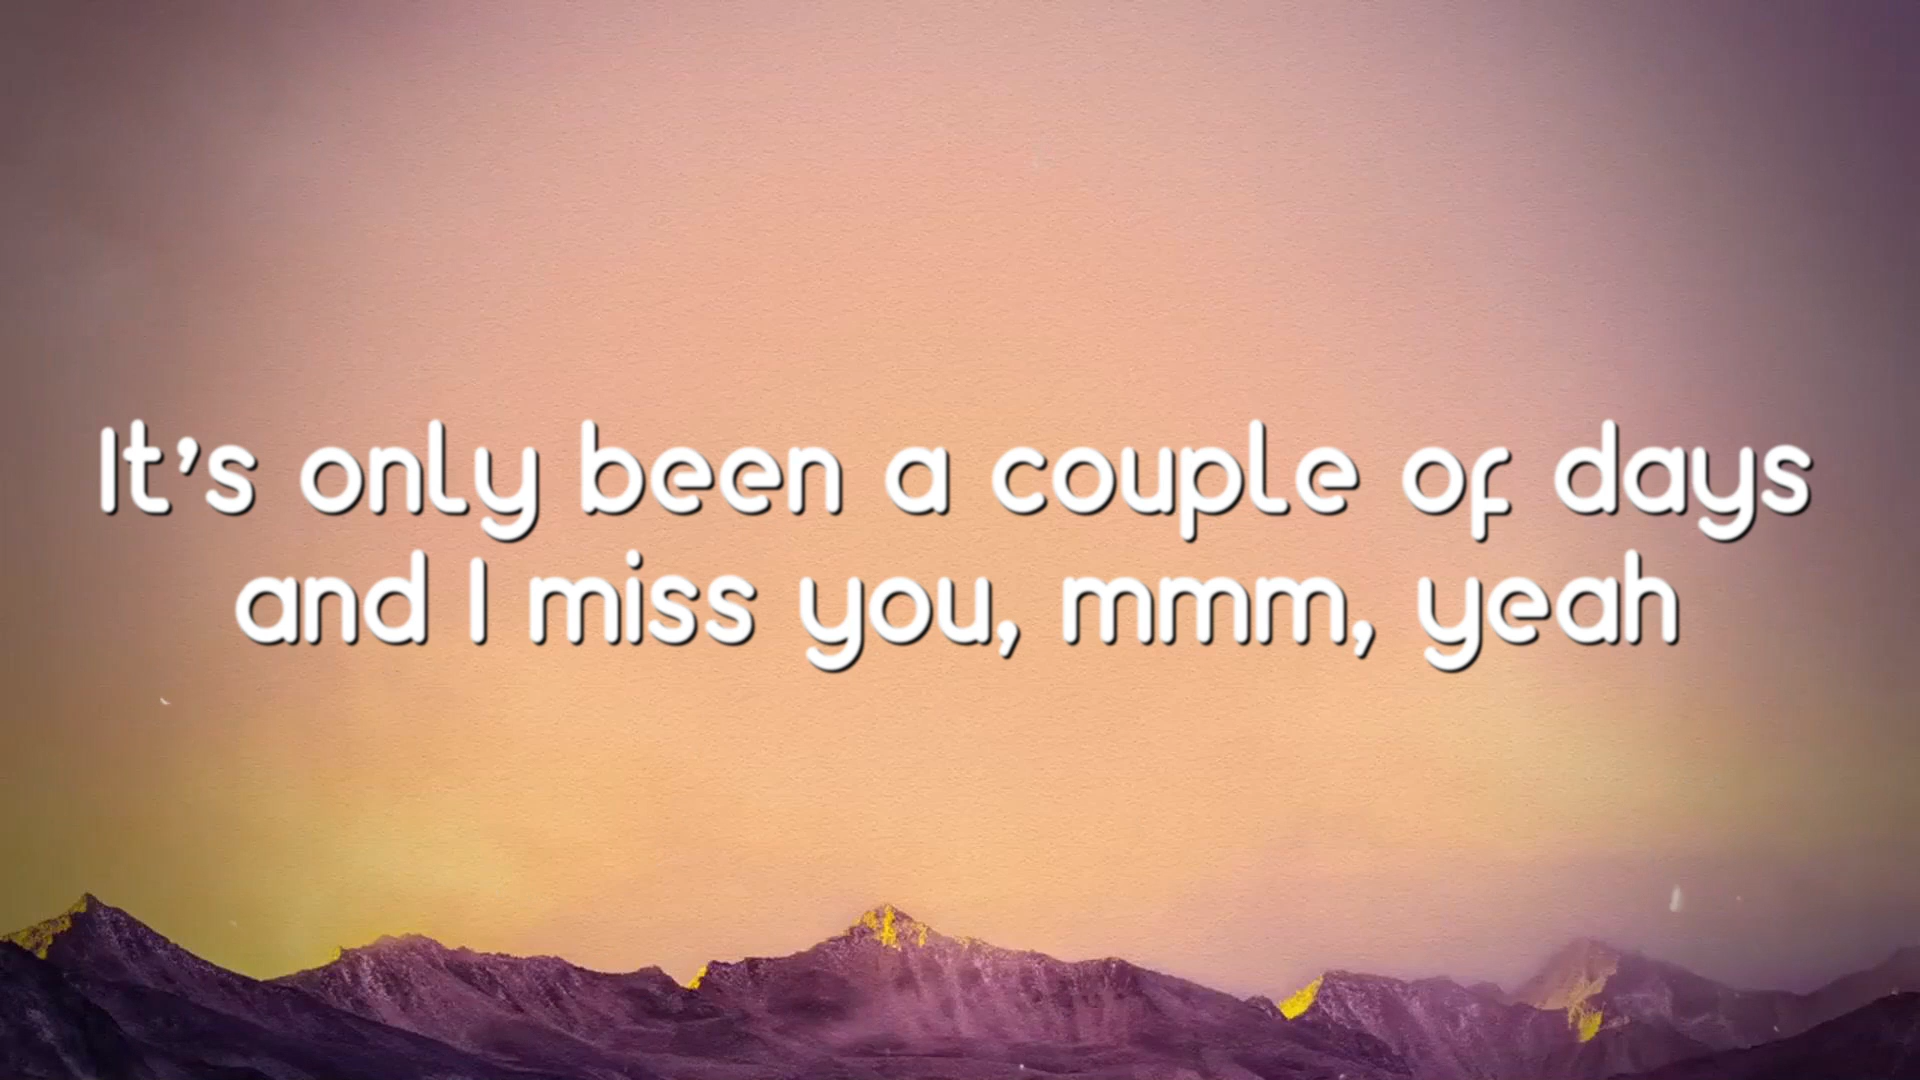 It’s only been a couple of days
and I miss you, mmm, yeah